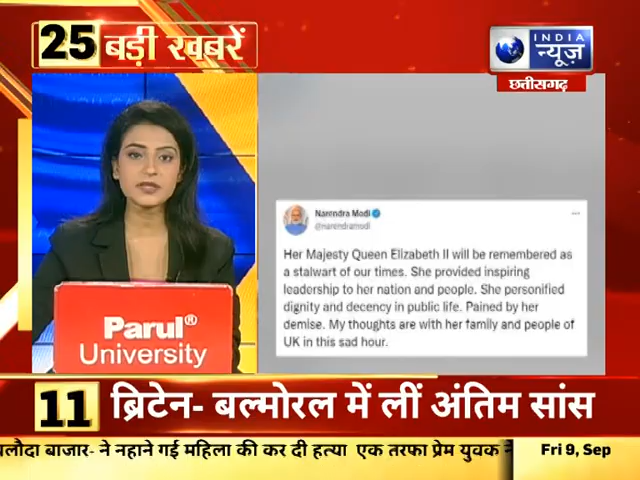 25 बड़ी खबरें
INDIA
न्यूज़
छत्तीसगढ़
Narendra Modi
@narendramodi
Her Majesty Queen Elizabeth II will be remembered as
a stalwart of our times. She provided inspiring
leadership to her nation and people. She personified
dignity and decency in public life. Pained by her
demise. My thoughts are with her family and people of
UK in this sad hour.
Parul®
University
11 ब्रिटेन- बल्मोरल में लीं अंतिम सांस
बाजार- ने नहाने गई महिला की कर दी हत्या एक तरफा प्रेम युवक
Fri 9, Sep